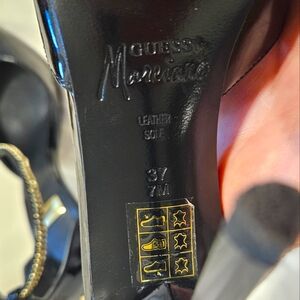 GUESS
Marciano
LEATHER
SOLE
37
7M